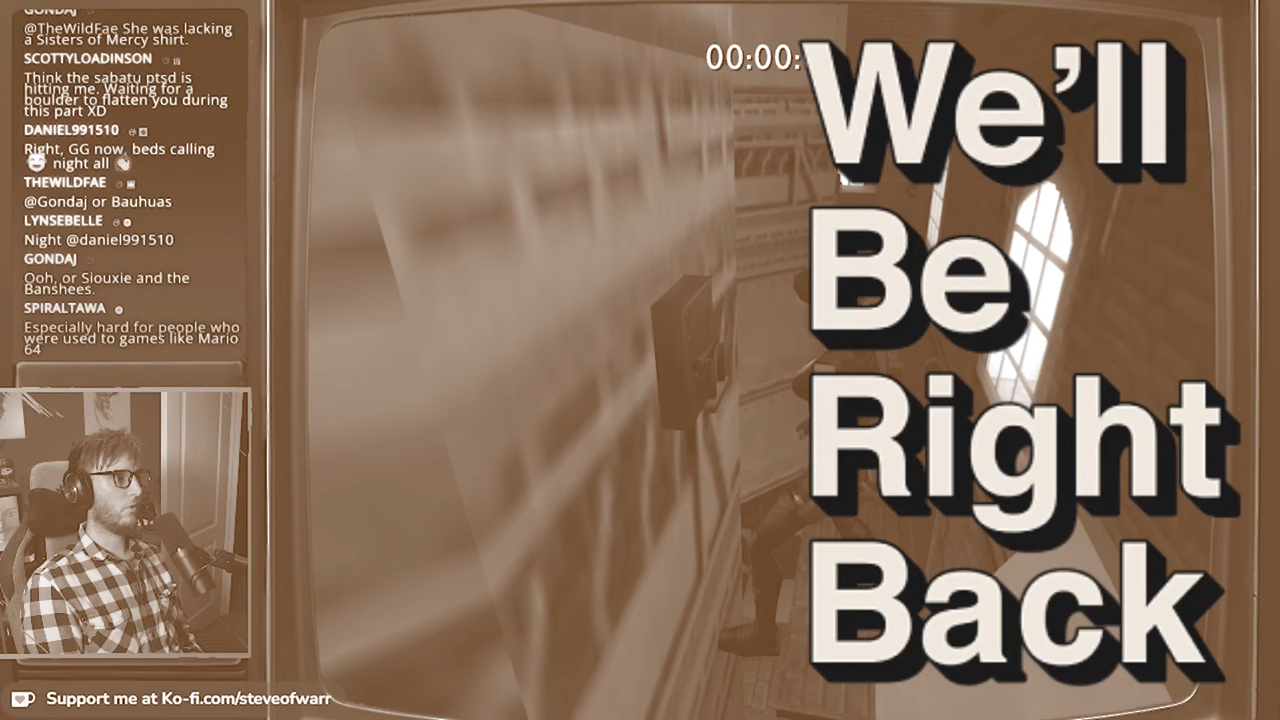 GONDAJ
@TheWildFae She was lacking
a Sisters of Mercy shirt.
SCOTTYLOADINSON
Think the sabatu ptsd is
hitting me. Waiting for a
boulder to flatten you during
this part XD
DANIEL991510
Right, GG now, beds calling
night all
THEWILDFAE
@Gondaj or Bauhuas
LYNSEBELLE
Night @daniel991510
GONDAJ
Ooh, or Siouxie and the
Banshees.
SPIRALTAWA
Especially hard for people who
were used to games like Mario
64
Support me at Ko-fi.com/steveofwarr
00:00:
We'll
Be
Right
Back